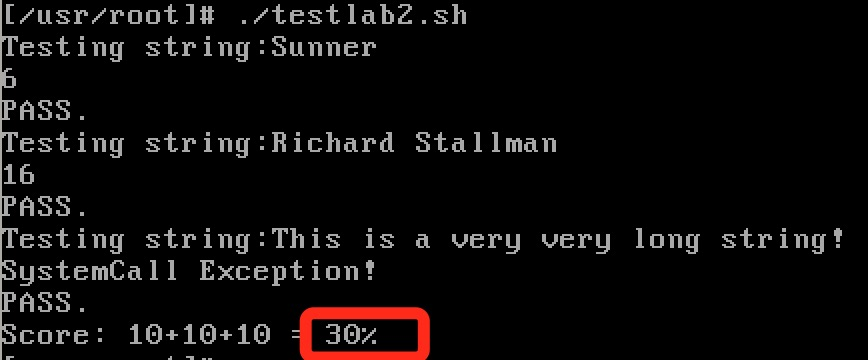 [/usr/root]# ./testlab2.sh
Testing string:Sunner
6
PASS.
Testing string:Richard Stallman
16
PASS.
Testing string:This is a very very long string!
SystemCall Exception!
PASS.
Score: 10+10+10 = 30%